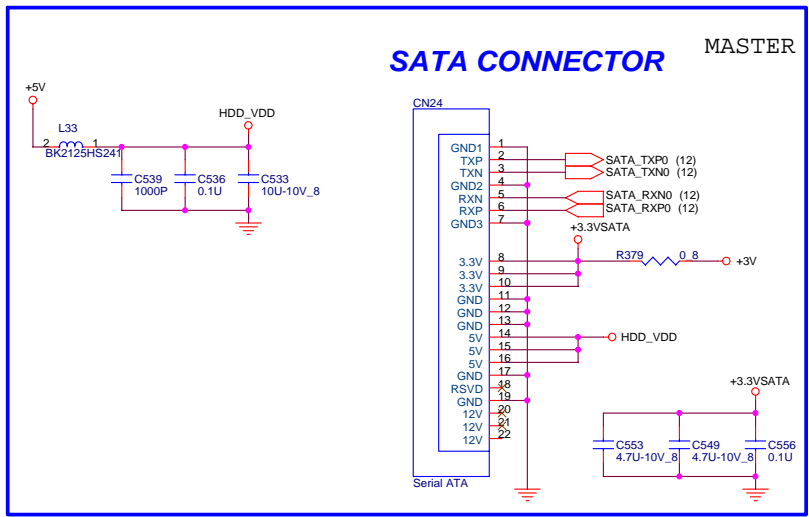 SATA CONNECTOR
MASTER
+5V
L33
2 1
BK2125HS241
HDD_VDD
C539
1000P
C536
0.1U
C533
10U-10V_8
CN24
GND1 1
TXP 2 SATA_TXP0 (12)
TXN 3 SATA_TXN0 (12)
GND2 4
RXN 5 SATA_RXN0 (12)
RXP 6 SATA_RXP0 (12)
GND3 7
+3.3VSATA
3.3V 8 R379 0_8 +3V
3.3V 9
3.3V 10
GND 11
GND 12
GND 13
5V 14 HDD_VDD
5V 15
5V 16
GND 17
RSVD 18
GND 19
12V 20
12V 21
12V 22
Serial ATA
+3.3VSATA
C553
4.7U-10V_8
C549
4.7U-10V_8
C556
0.1U